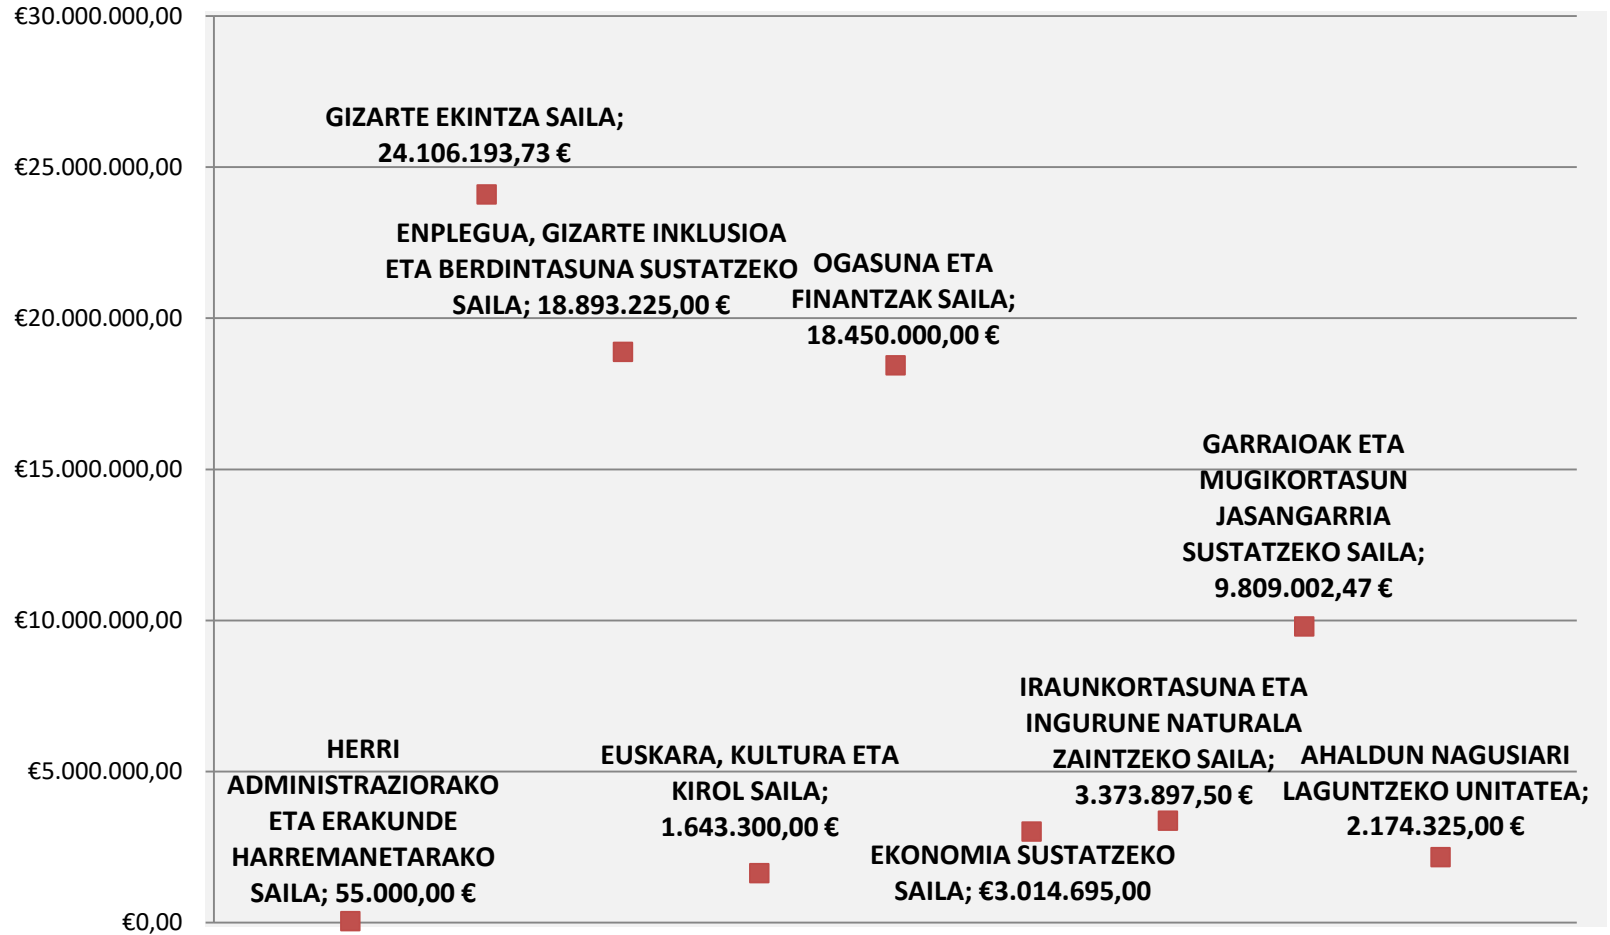 €30.000.000,00
€25.000.000,00
€20.000.000,00
€15.000.000,00
€10.000.000,00
€5.000.000,00
€0,00
GIZARTE EKINTZA SAILA;
24.106.193,73 €
ENPLEGUA, GIZARTE INKLUSIOA
ETA BERDINTASUNA SUSTATZEKO
SAILA; 18.893.225,00 €
OGASUNA ETA
FINANTZAK SAILA;
18.450.000,00 €
GARRAIOAK ETA
MUGIKORTASUN
JASANGARRIA
SUSTATZEKO SAILA;
9.809.002,47 €
HERRI
ADMINISTRAZIORAKO
ETA ERAKUNDE
HARREMANETARAKO
SAILA; 55.000,00 €
EUSKARA, KULTURA ETA
KIROL SAILA;
1.643.300,00 €
IRAUNKORTASUNA ETA
INGURUNE NATURALA
ZAINTZEKO SAILA;
3.373.897,50 €
EKONOMIA SUSTATZEKO
SAILA; €3.014.695,00
AHALDUN NAGUSIARI
LAGUNTZEKO UNITATEA;
2.174.325,00 €